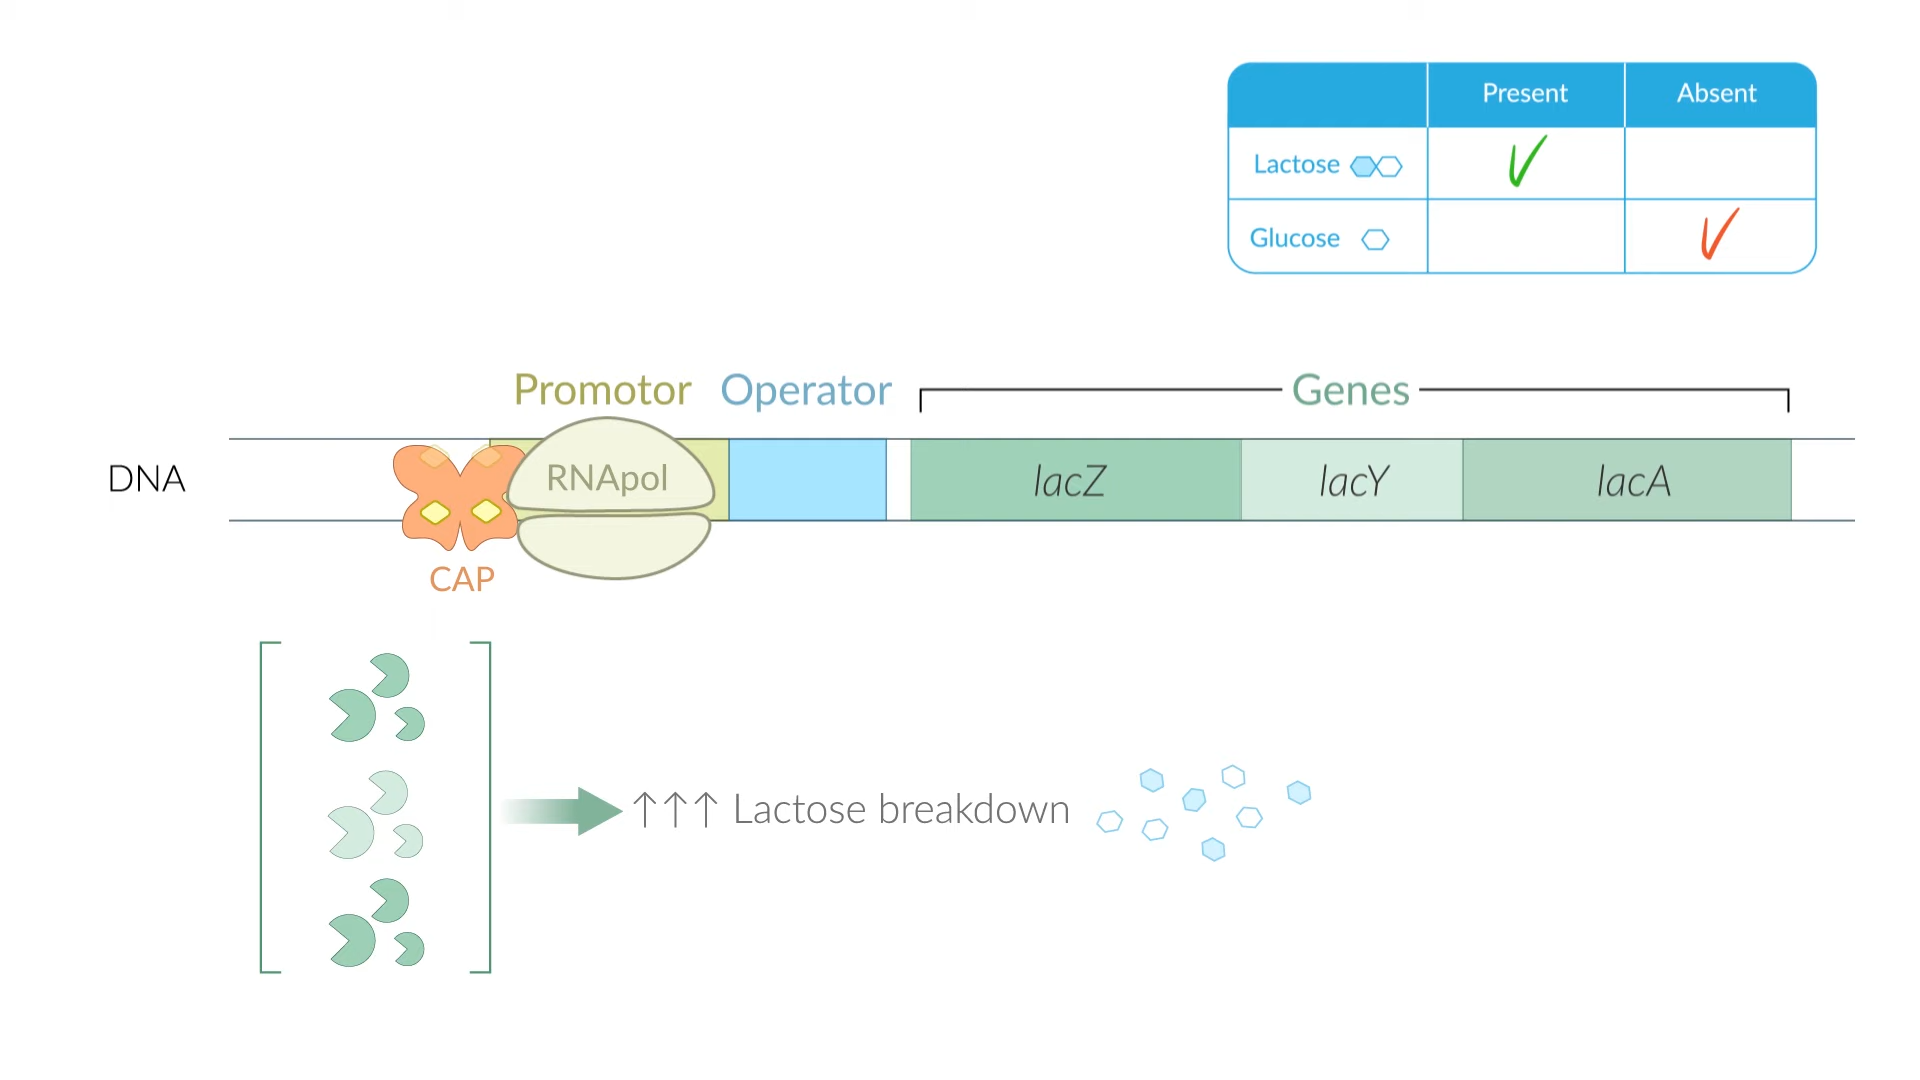 Present Absent
Lactose
Glucose
Promotor Operator Genes
DNA RNApol lacZ lacY lacA
CAP
↑↑↑ Lactose breakdown